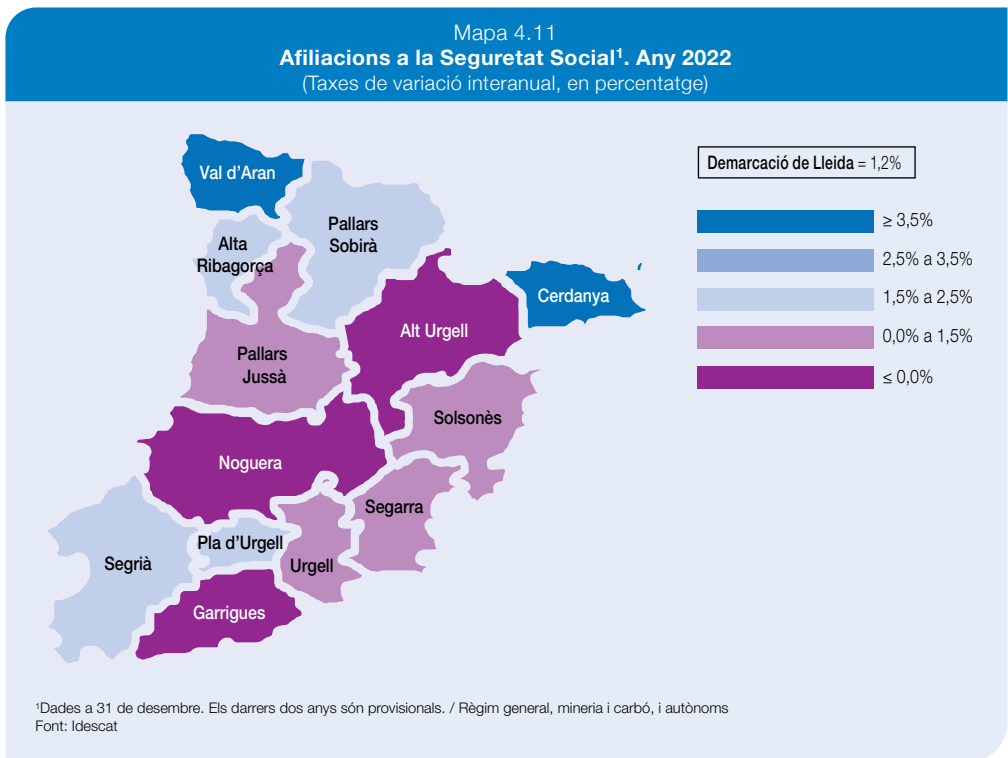 Mapa 4.11
Afiliacions a la Seguretat Social¹. Any 2022
(Taxes de variació interanual, en percentatge)
Demarcació de Lleida = 1,2%
≥ 3,5%
2,5% a 3,5%
1,5% a 2,5%
0,0% a 1,5%
≤ 0,0%
Val d'Aran
Pallars
Sobirà
Alta
Ribagorça
Cerdanya
Alt Urgell
Pallars
Jussà
Solsonès
Noguera
Segarra
Pla d'Urgell
Urgell
Segrià
Garrigues
¹Dades a 31 de desembre. Els darrers dos anys són provisionals. / Règim general, mineria i carbó, i autònoms
Font: Idescat